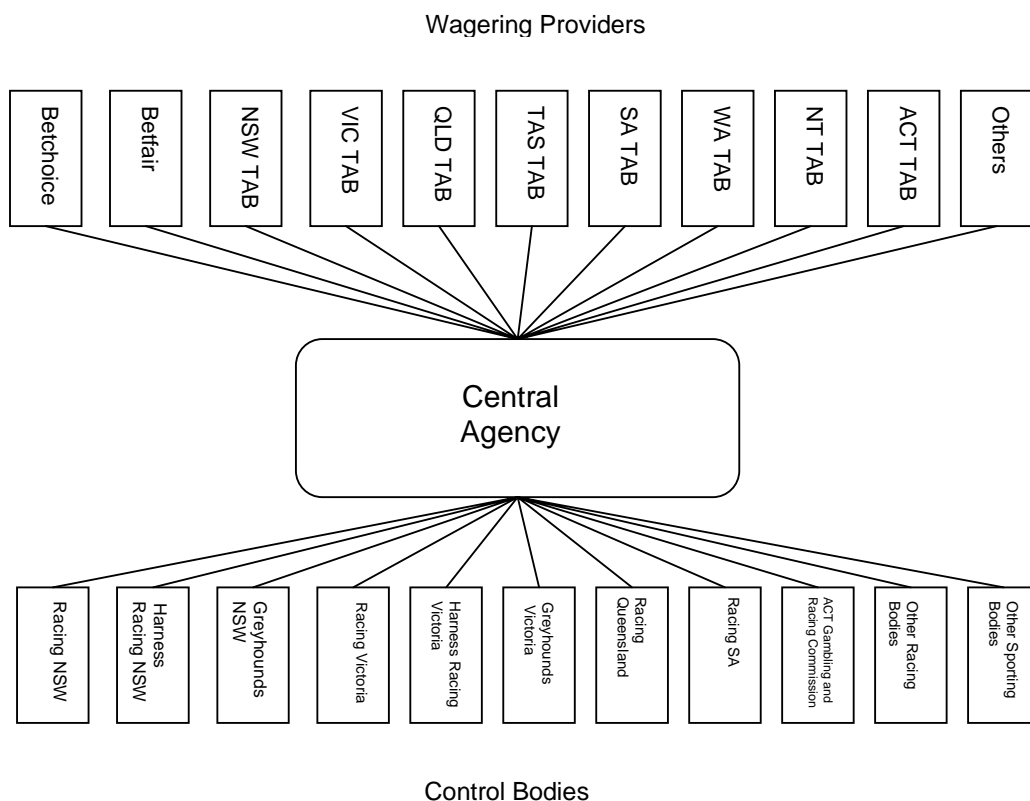 Wagering Providers
Betchoice
Betfair
NSW TAB
VIC TAB
QLD TAB
TAS TAB
SA TAB
WA TAB
NT TAB
ACT TAB
Others
Central
Agency
Racing NSW
Harness
Racing NSW
Greyhounds
NSW
Racing Victoria
Harness Racing
Victoria
Greyhounds
Victoria
Racing
Queensland
Racing SA
ACT Gambling and
Racing Commission
Other Racing
Bodies
Other Sporting
Bodies
Control Bodies